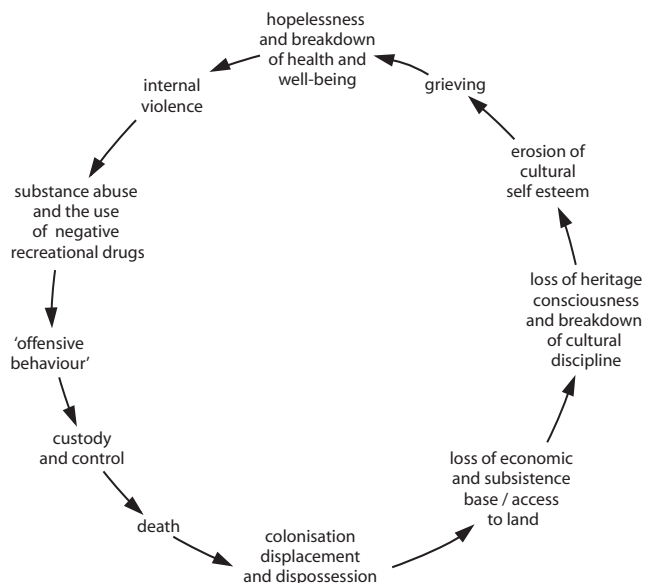 hopelessness
and breakdown
of health and
well-being
grieving
erosion of
cultural
self esteem
loss of heritage
consciousness
and breakdown
of cultural
discipline
loss of economic
and subsistence
base / access
to land
colonisation
displacement
and dispossession
death
custody
and control
'offensive
behaviour'
substance abuse
and the use
of negative
recreational drugs
internal
violence